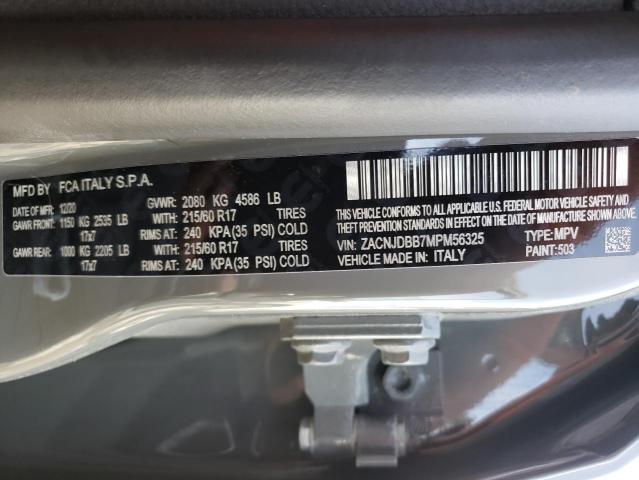 MFD BY FCA ITALY S.P.A.
DATE OF MFR: 12/20 GVWR: 2080 KG 4586 LB
GAWR FRONT: 1150 KG 2535 LB WITH: 215/60 R17 TIRES
17x7 RIMS AT: 240 KPA(35 PSI) COLD
GAWR REAR: 1000 KG 2205 LB WITH: 215/60 R17 TIRES
17x7 RIMS AT: 240 KPA(35 PSI) COLD
THIS VEHICLE CONFORMS TO ALL APPLICABLE U.S. FEDERAL MOTOR VEHICLE SAFETY AND THEFT PREVENTION STANDARDS IN EFFECT ON THE DATE OF MANUFACTURE SHOWN ABOVE
VIN: ZACNJDBB7MPM56325 TYPE: MPV
VEHICLE MADE IN: ITALY PAINT: 503